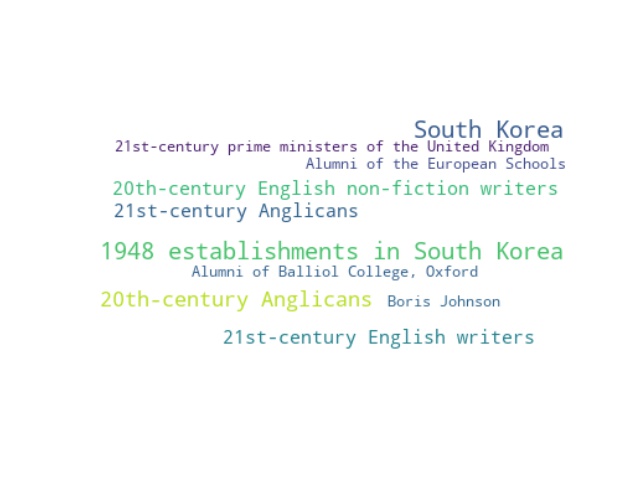 South Korea
21st-century prime ministers of the United Kingdom
Alumni of the European Schools
20th-century English non-fiction writers
21st-century Anglicans
1948 establishments in South Korea
Alumni of Balliol College, Oxford
20th-century Anglicans Boris Johnson
21st-century English writers